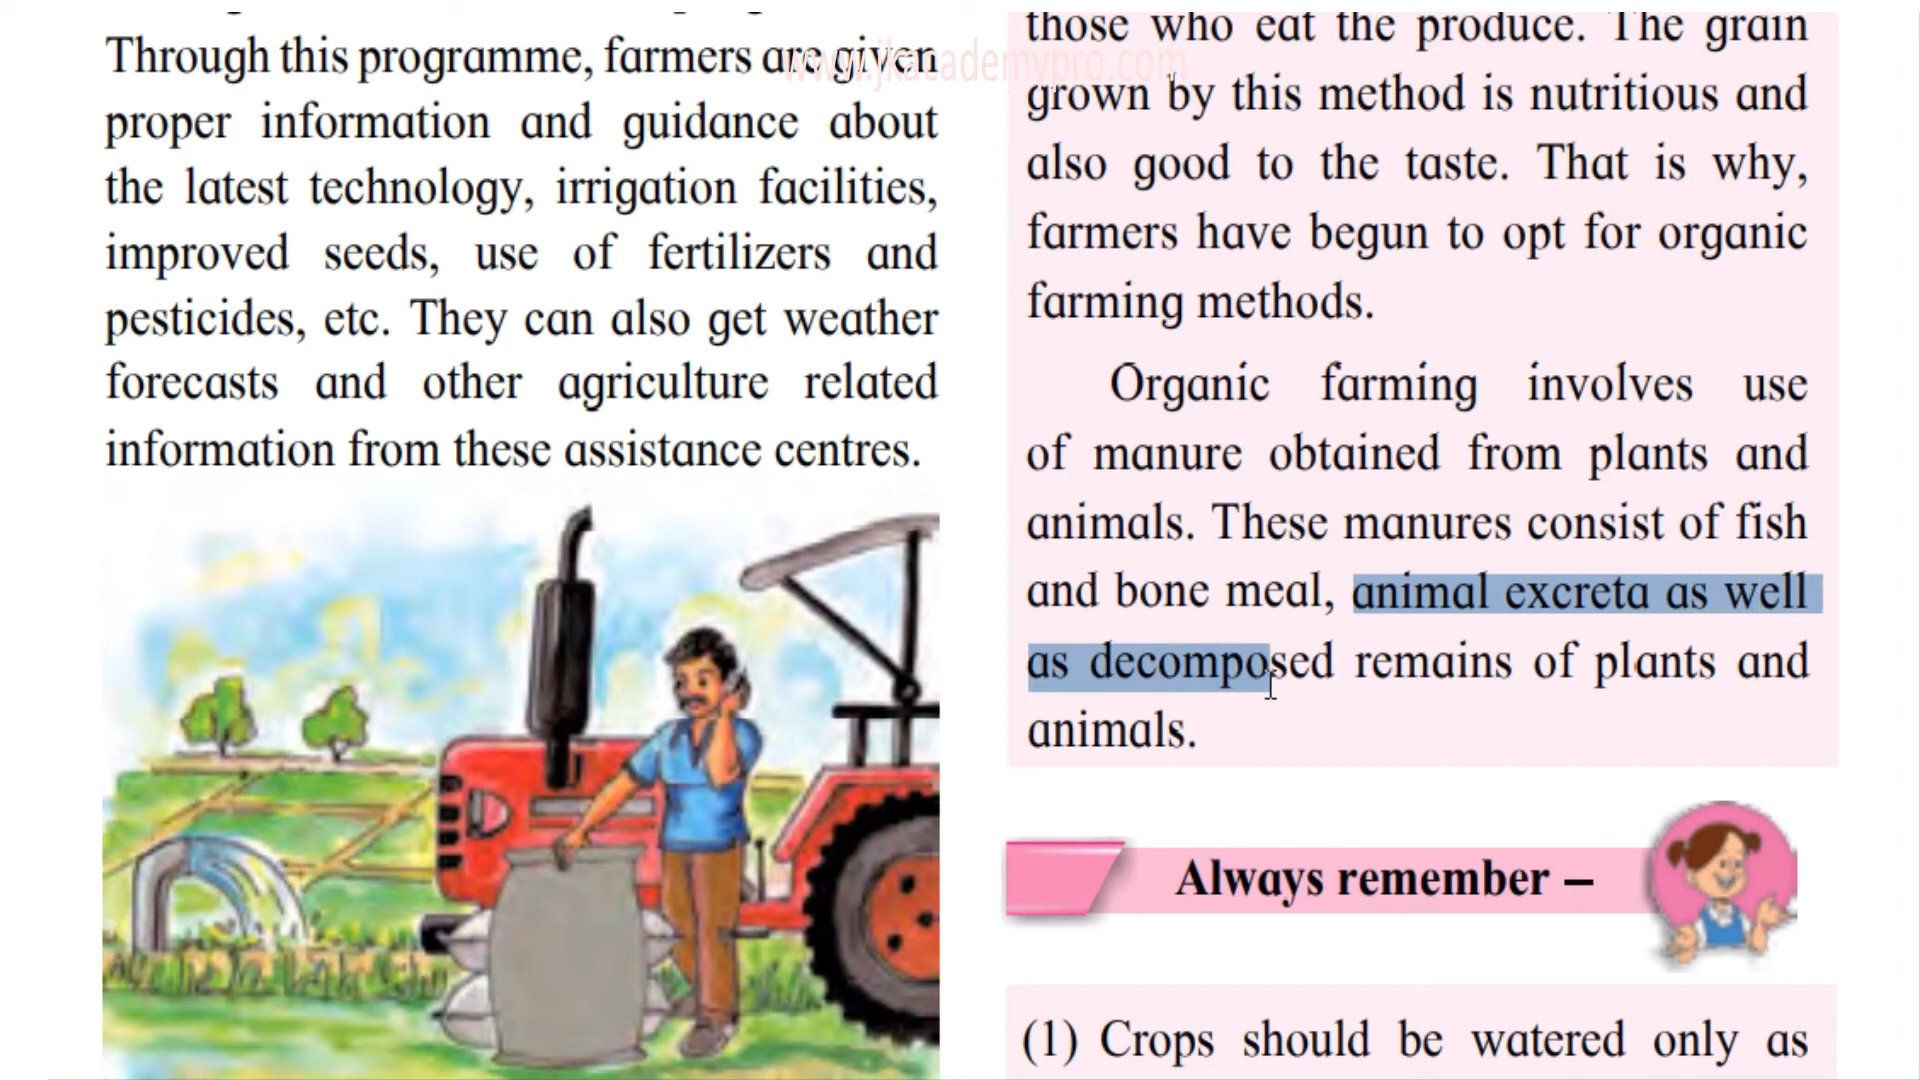 Through this programme, farmers are given
proper information and guidance about
the latest technology, irrigation facilities,
improved seeds, use of fertilizers and
pesticides, etc. They can also get weather
forecasts and other agriculture related
information from these assistance centres.
www.jkacademypro.com
those who eat the produce. The grain
grown by this method is nutritious and
also good to the taste. That is why,
farmers have begun to opt for organic
farming methods.
Organic farming involves use
of manure obtained from plants and
animals. These manures consist of fish
and bone meal, animal excreta as well
as decomposed remains of plants and
animals.
Always remember –
(1) Crops should be watered only as